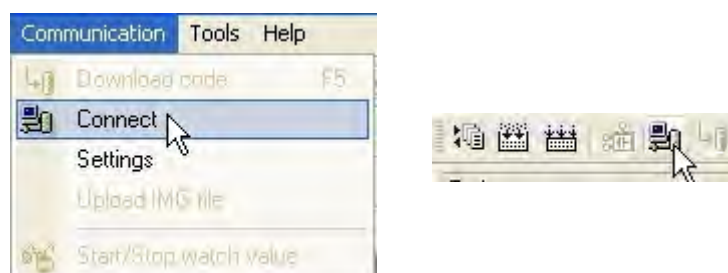 Communication Tools Help
Download code F5
Connect
Settings
Upload IMG file
Start/Stop watch value